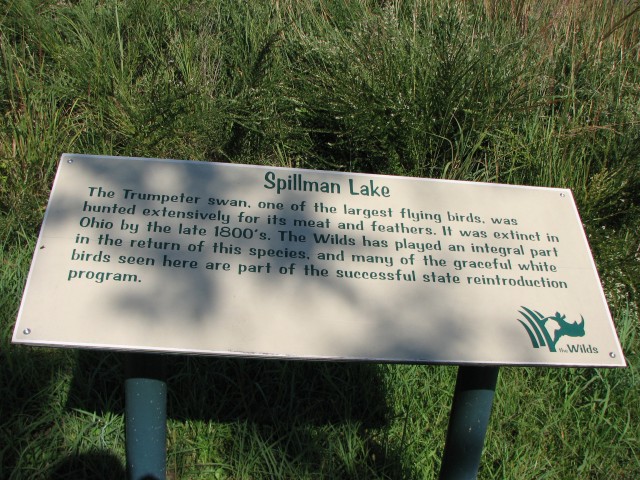 Spillman Lake
The Trumpeter swan, one of the largest flying birds, was
hunted extensively for its meat and feathers. It was extinct in
Ohio by the late 1800's. The Wilds has played an integral part
in the return of this species, and many of the graceful white
birds seen here are part of the successful state reintroduction
program.
the Wilds